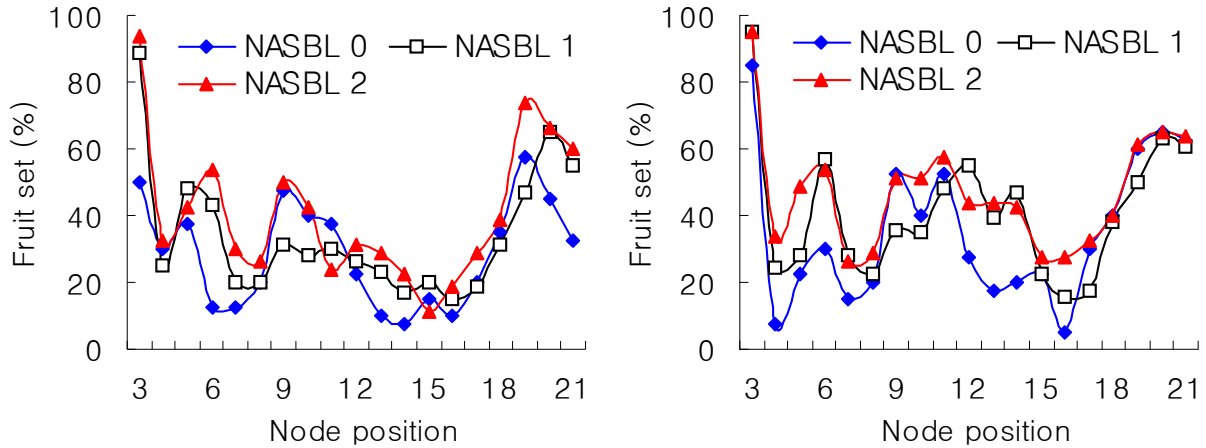 100
80
60
40
20
0
Fruit set (%)
NASBL 0 NASBL 1
NASBL 2
3 6 9 12 15 18 21
Node position
100
80
60
40
20
0
Fruit set (%)
NASBL 0 NASBL 1
NASBL 2
3 6 9 12 15 18 21
Node position